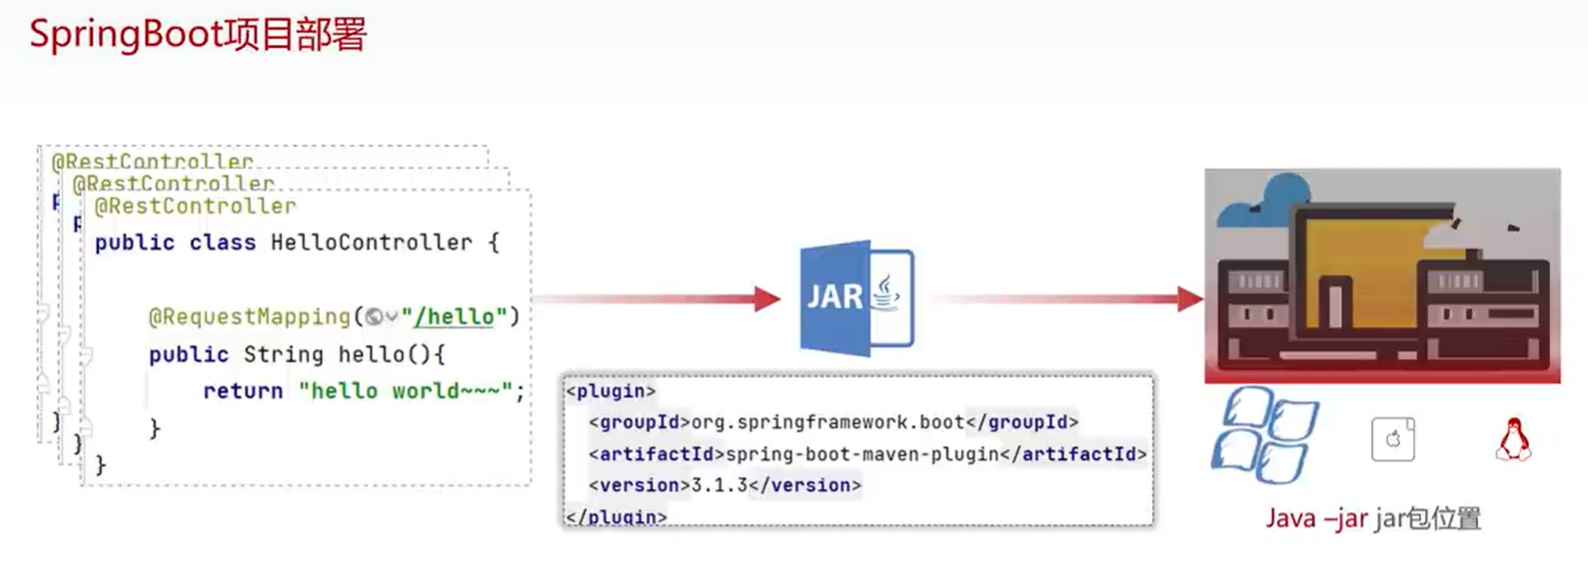 SpringBoot项目部署
@RestController
@RestController
@RestController
public class HelloController {
@RequestMapping("/hello")
public String hello(){
return "hello world~~~";
}
}
JAR
<plugin>
<groupId>org.springframework.boot</groupId>
<artifactId>spring-boot-maven-plugin</artifactId>
<version>3.1.3</version>
</plugin>
Java –jar jar包位置